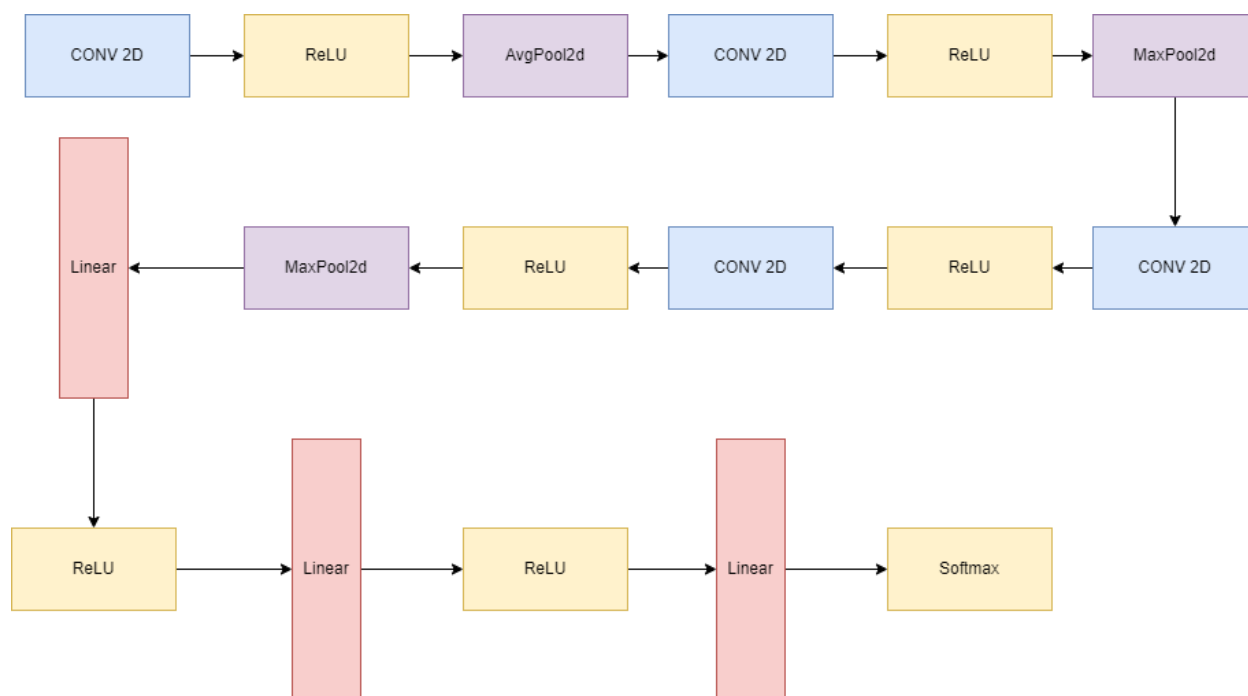 CONV 2D
ReLU
AvgPool2d
CONV 2D
ReLU
MaxPool2d
CONV 2D
ReLU
CONV 2D
ReLU
MaxPool2d
Linear
ReLU
Linear
ReLU
Linear
Softmax